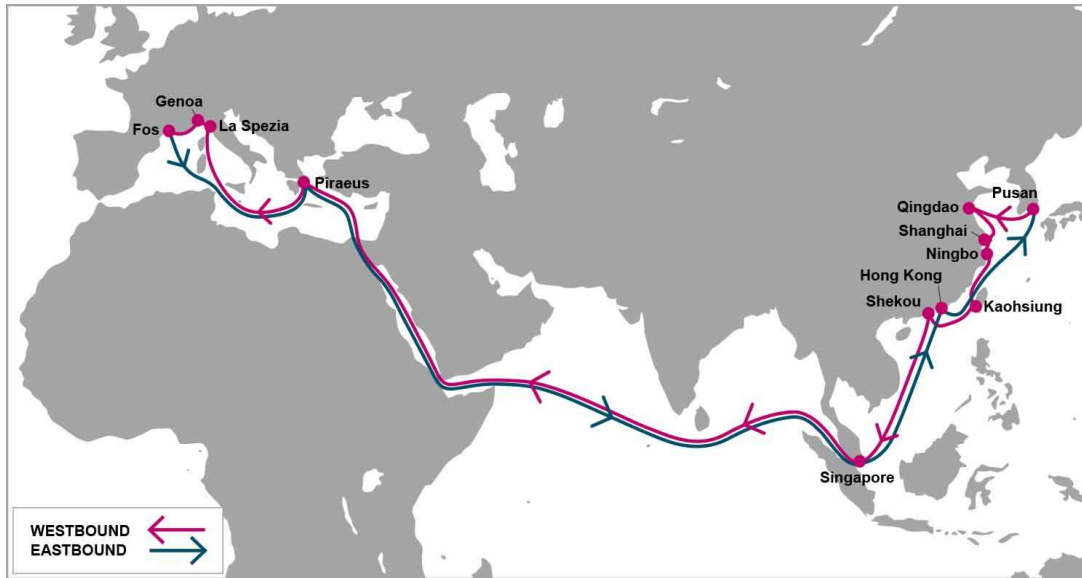 Genoa
Fos
La Spezia
Piraeus
Qingdao
Pusan
Shanghai
Ningbo
Hong Kong
Shekou
Kaohsiung
Singapore
WESTBOUND
EASTBOUND